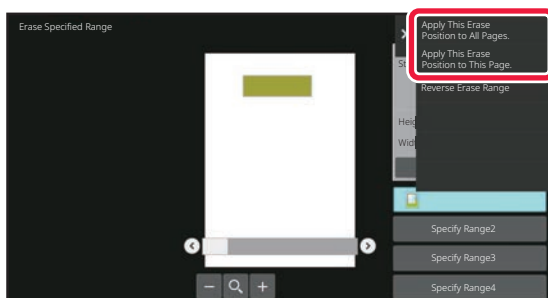 Erase Specified Range
Apply This Erase
Position to All Pages.
Apply This Erase
Position to This Page.
Reverse Erase Range
Specify Range2
Specify Range3
Specify Range4